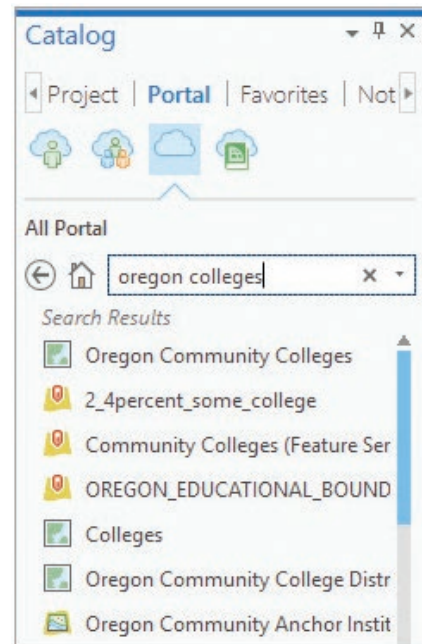 Catalog
Project | Portal | Favorites | Not
All Portal
oregon colleges
Search Results
Oregon Community Colleges
2_4percent_some_college
Community Colleges (Feature Ser
OREGON_EDUCATIONAL_BOUND
Colleges
Oregon Community College Distr
Oregon Community Anchor Instit